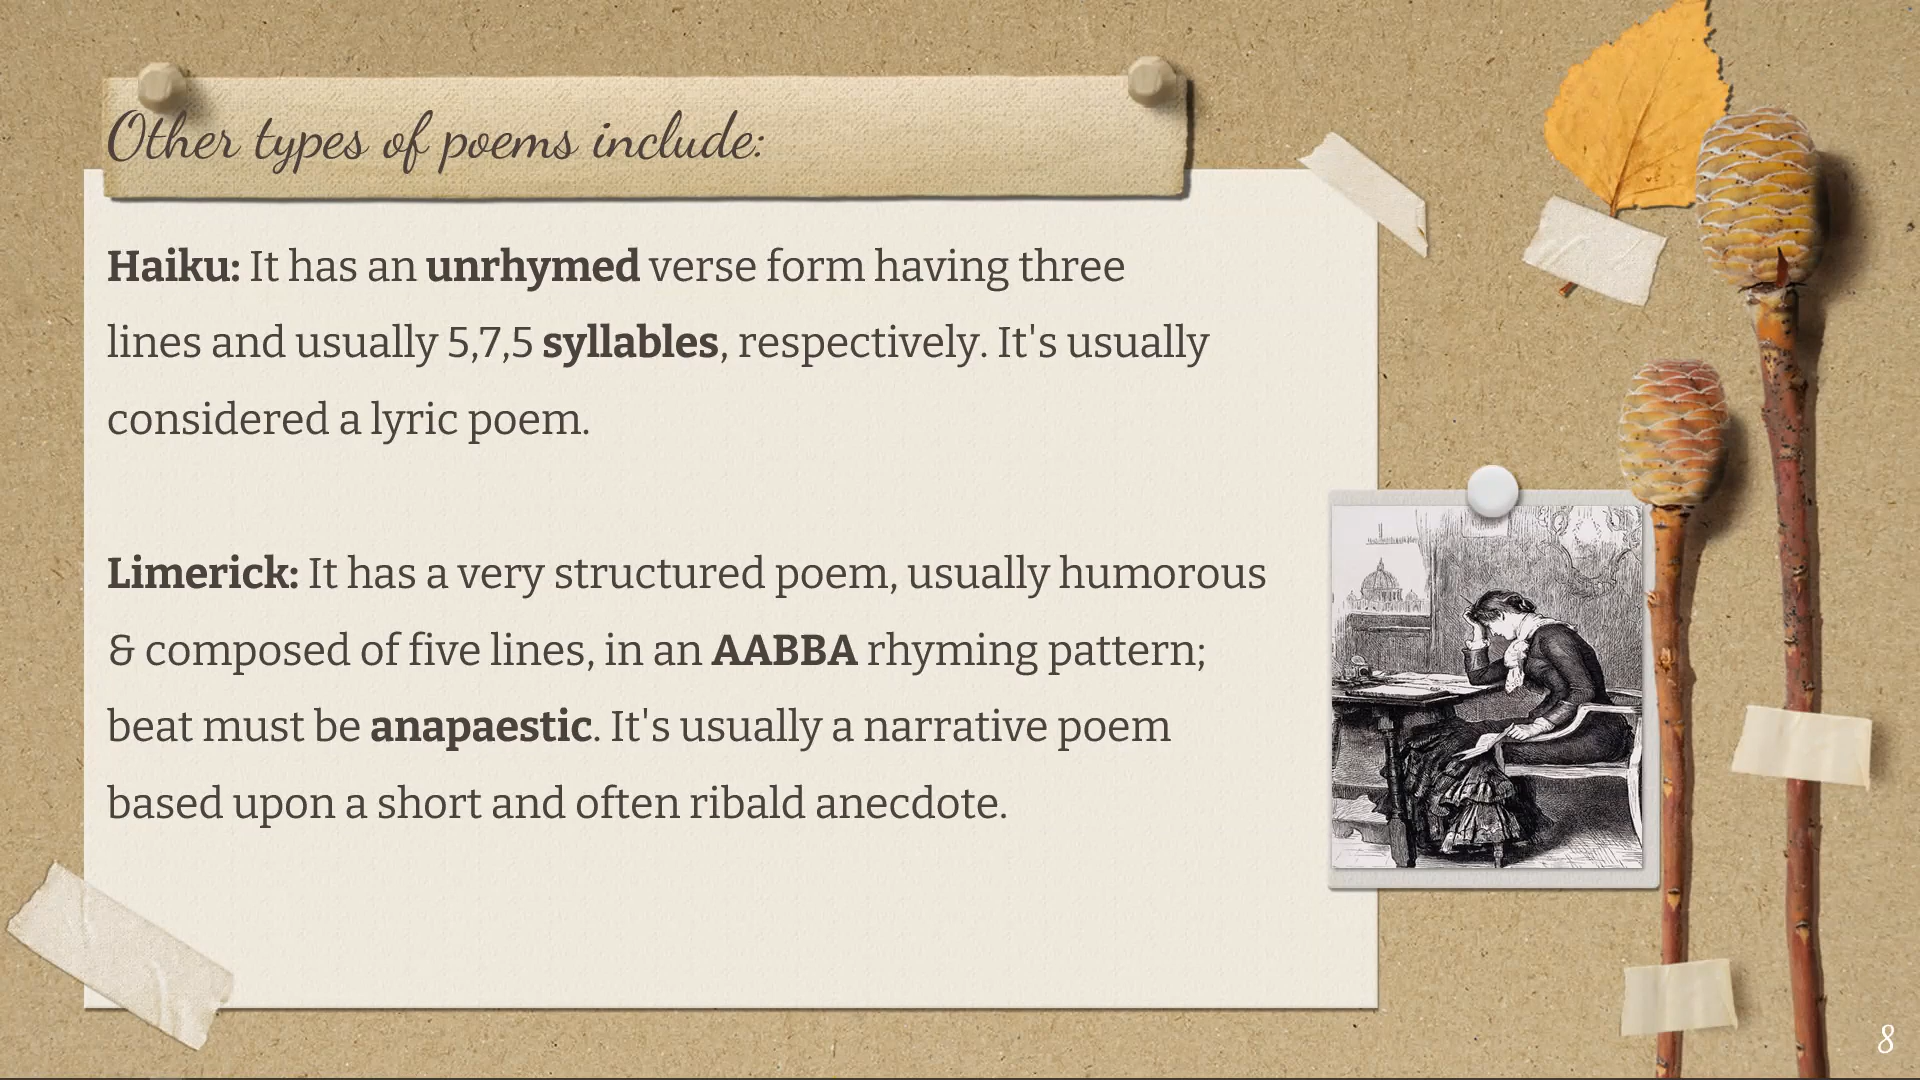 Other types of poems include:
Haiku: It has an unrhymed verse form having three
lines and usually 5,7,5 syllables, respectively. It's usually
considered a lyric poem.
Limerick: It has a very structured poem, usually humorous
& composed of five lines, in an AABBA rhyming pattern;
beat must be anapaestic. It's usually a narrative poem
based upon a short and often ribald anecdote.
8